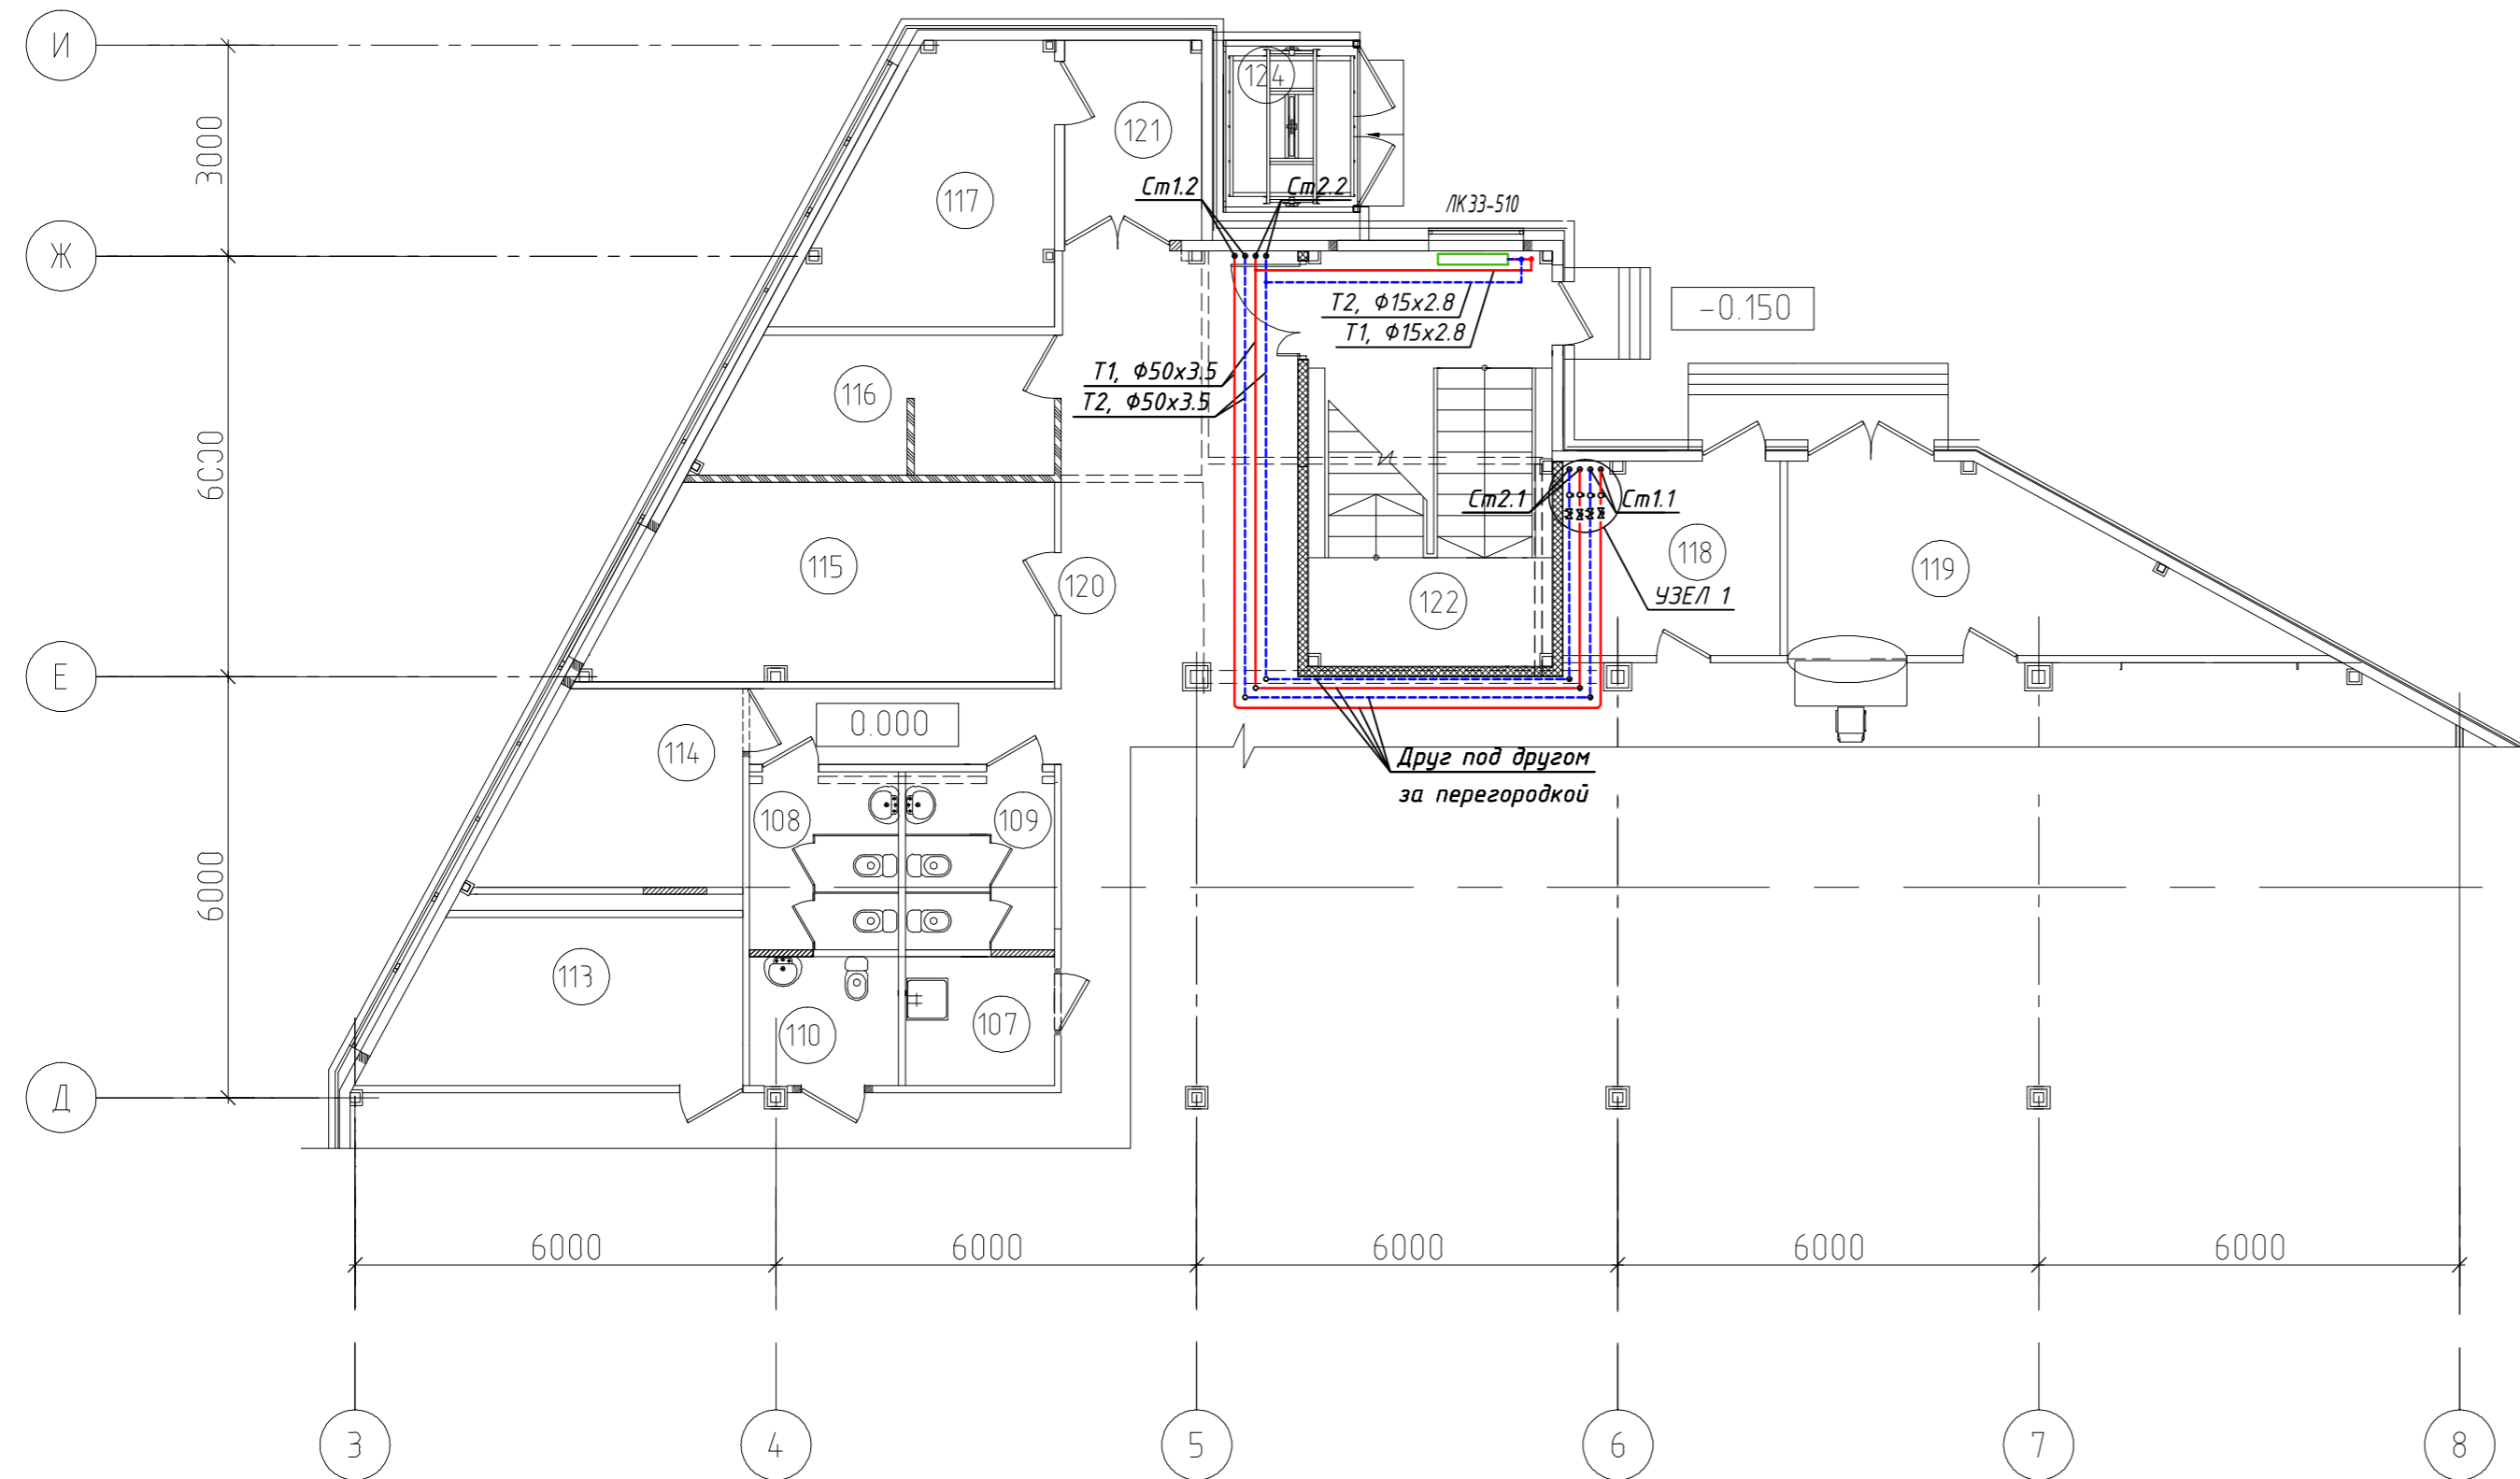 И
124
3000
121
Ст1.2
Ст2.2
117
ЛК33-510
Ж
Т2, Ф15х2.8
-0.150
Т1, Ф15х2.8
Т1, Ф50х3.5
116
Т2, Ф50х3.5
6000
Ст2.1
Ст1.1
118
115
119
120
122
УЗЕЛ 1
Е
0.000
114
Друг под другом
за перегородкой
108
109
6000
113
107
110
Д
6000
6000
6000
6000
6000
3
4
5
6
7
8